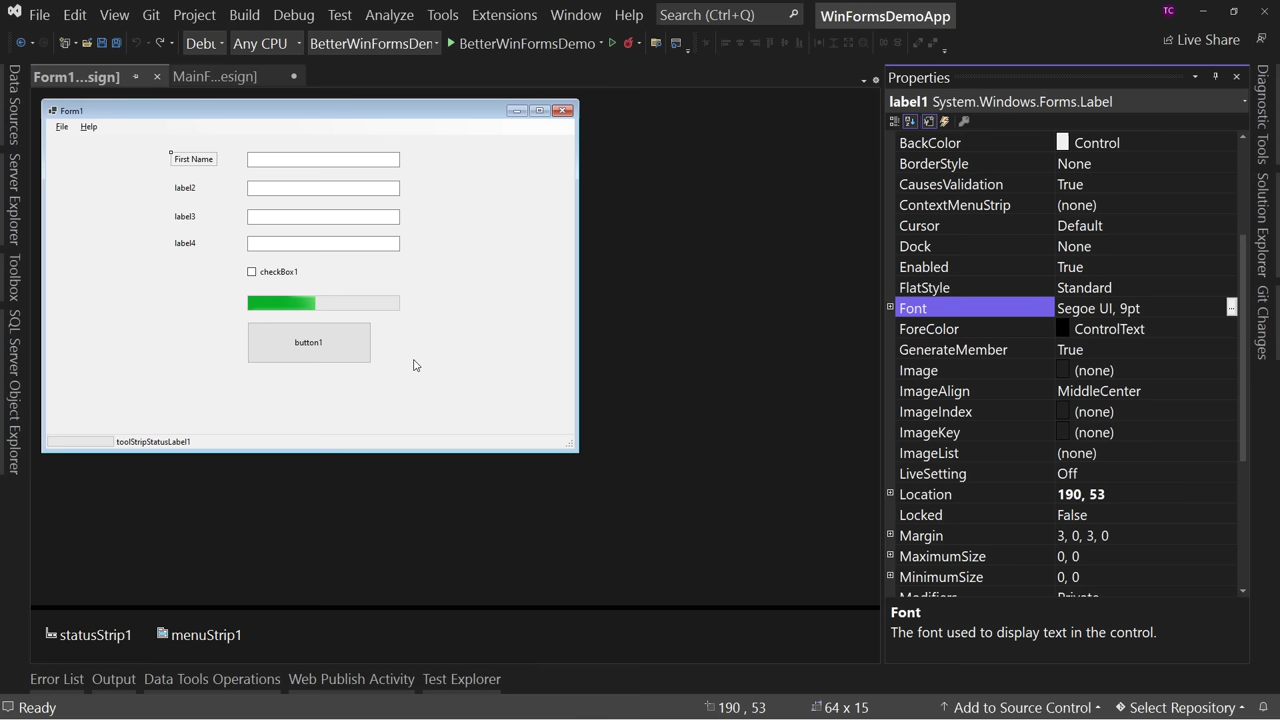 File Edit View Git Project Build Debug Test Analyze Tools Extensions Window Help Search (Ctrl+Q) WinFormsDemoApp TC
Debu Any CPU BetterWinFormsDen BetterWinFormsDemo Live Share
Form1...sign] MainF...esign]
Data Sources
Server Explorer
Toolbox
SQL Server Object Explorer
Form1
File Help
First Name
label2
label3
label4
checkBox1
button1
toolStripStatusLabel1
statusStrip1 menuStrip1
Properties
label1 System.Windows.Forms.Label
BackColor Control
BorderStyle None
CausesValidation True
ContextMenuStrip (none)
Cursor Default
Dock None
Enabled True
FlatStyle Standard
Font Segoe UI, 9pt ...
ForeColor ControlText
GenerateMember True
Image (none)
ImageAlign MiddleCenter
ImageIndex (none)
ImageKey (none)
ImageList (none)
LiveSetting Off
Location 190, 53
Locked False
Margin 3, 0, 3, 0
MaximumSize 0, 0
MinimumSize 0, 0
Modifiers Private
Font
The font used to display text in the control.
Diagnostic Tools
Solution Explorer
Git Changes
Error List Output Data Tools Operations Web Publish Activity Test Explorer
Ready 190 , 53 64 x 15 Add to Source Control Select Repository